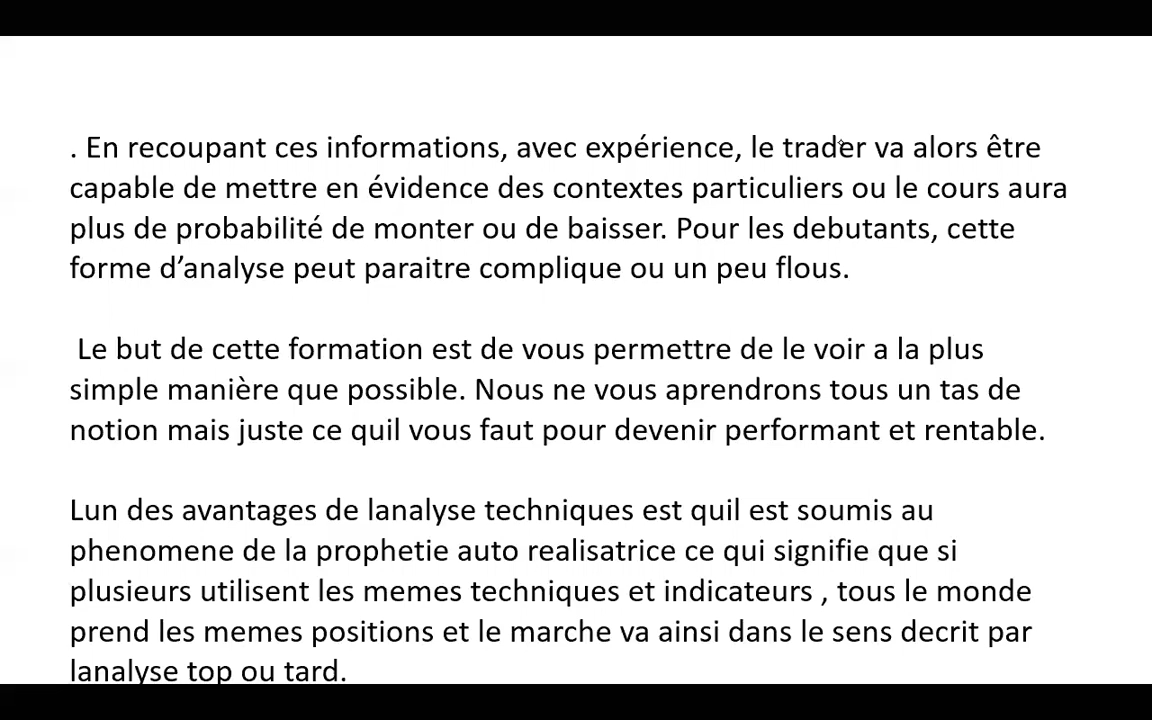 . En recoupant ces informations, avec expérience, le trader va alors être
capable de mettre en évidence des contextes particuliers ou le cours aura
plus de probabilité de monter ou de baisser. Pour les debutants, cette
forme d’analyse peut paraitre complique ou un peu flous.
Le but de cette formation est de vous permettre de le voir a la plus
simple manière que possible. Nous ne vous aprendrons tous un tas de
notion mais juste ce quil vous faut pour devenir performant et rentable.
Lun des avantages de lanalyse techniques est quil est soumis au
phenomene de la prophetie auto realisatrice ce qui signifie que si
plusieurs utilisent les memes techniques et indicateurs , tous le monde
prend les memes positions et le marche va ainsi dans le sens decrit par
lanalyse top ou tard.